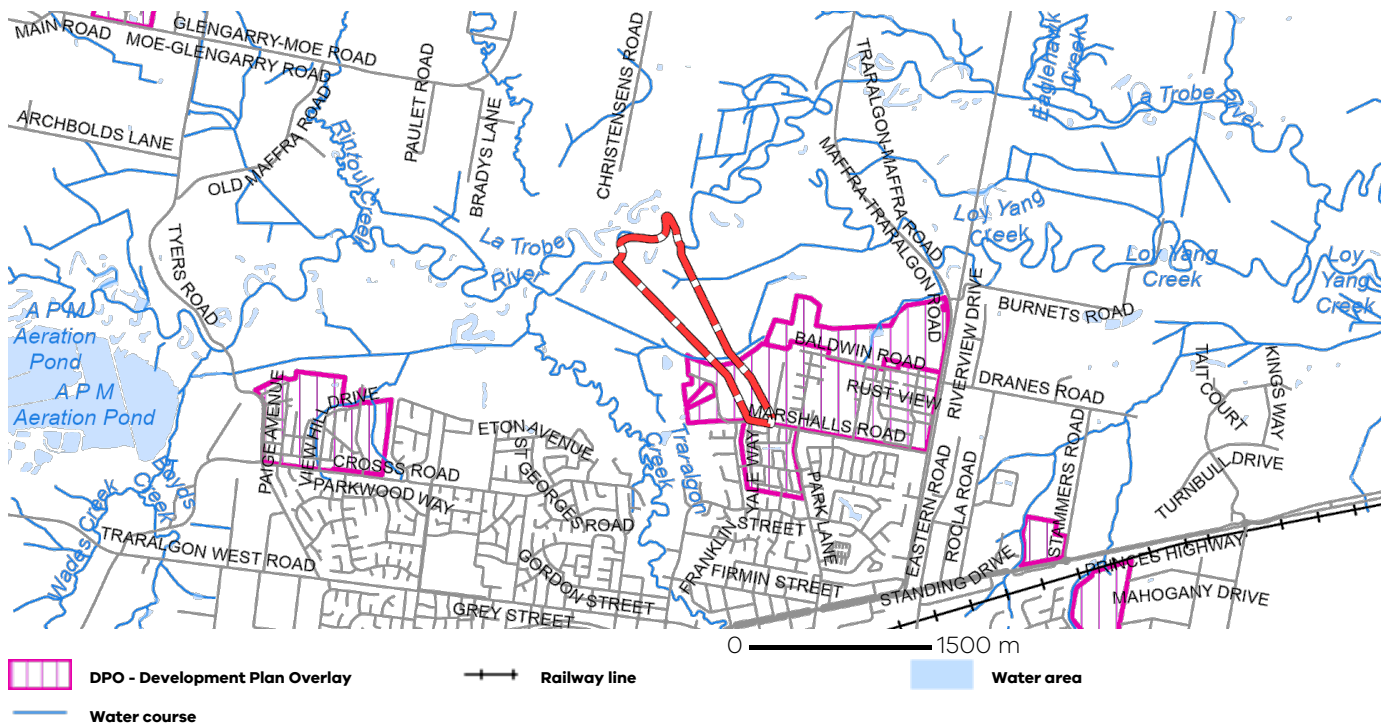 MAIN ROAD
GLENGARRY-MOE ROAD
MOE-GLENGARRY ROAD
PAULET ROAD
CHRISTENSENS ROAD
TRARALGON-MAFFRA ROAD
MAFFRA-TRARALGON ROAD
Eaglehawk
Creek
a Trobe River
ARCHBOLDS LANE
OLD MAFFRA ROAD
Rintoul Creek
BRADYS LANE
TYERS ROAD
La Trobe
River
Loy Yang
Creek
Loy Yang
Creek
Loy
Yang
Creek
RIVERVIEW DRIVE
BURNETS ROAD
A P M
Aeration
Pond
A P M
Aeration Pond
BALDWIN ROAD
RUST VIEW
DRANES ROAD
TAIT COURT
KINGS WAY
PAIGE AVENUE
VIEW HILL DRIVE
MARSHALLS ROAD
ETON AVENUE
ST GEORGES ROAD
CROSSS ROAD
PARKWOOD WAY
Boyds
Creek
Wades Creek
Traralgon
Creek
YALE WAY
PARK LANE
EASTERN ROAD
ROCLA ROAD
STAMMERS ROAD
TURNBULL DRIVE
TRARALGON WEST ROAD
GORDON STREET
GREY STREET
FRANKLIN STREET
FIRMIN STREET
STANDING DRIVE
PRINCES HIGHWAY
MAHOGANY DRIVE
0 1500 m
DPO - Development Plan Overlay
Railway line
Water area
Water course